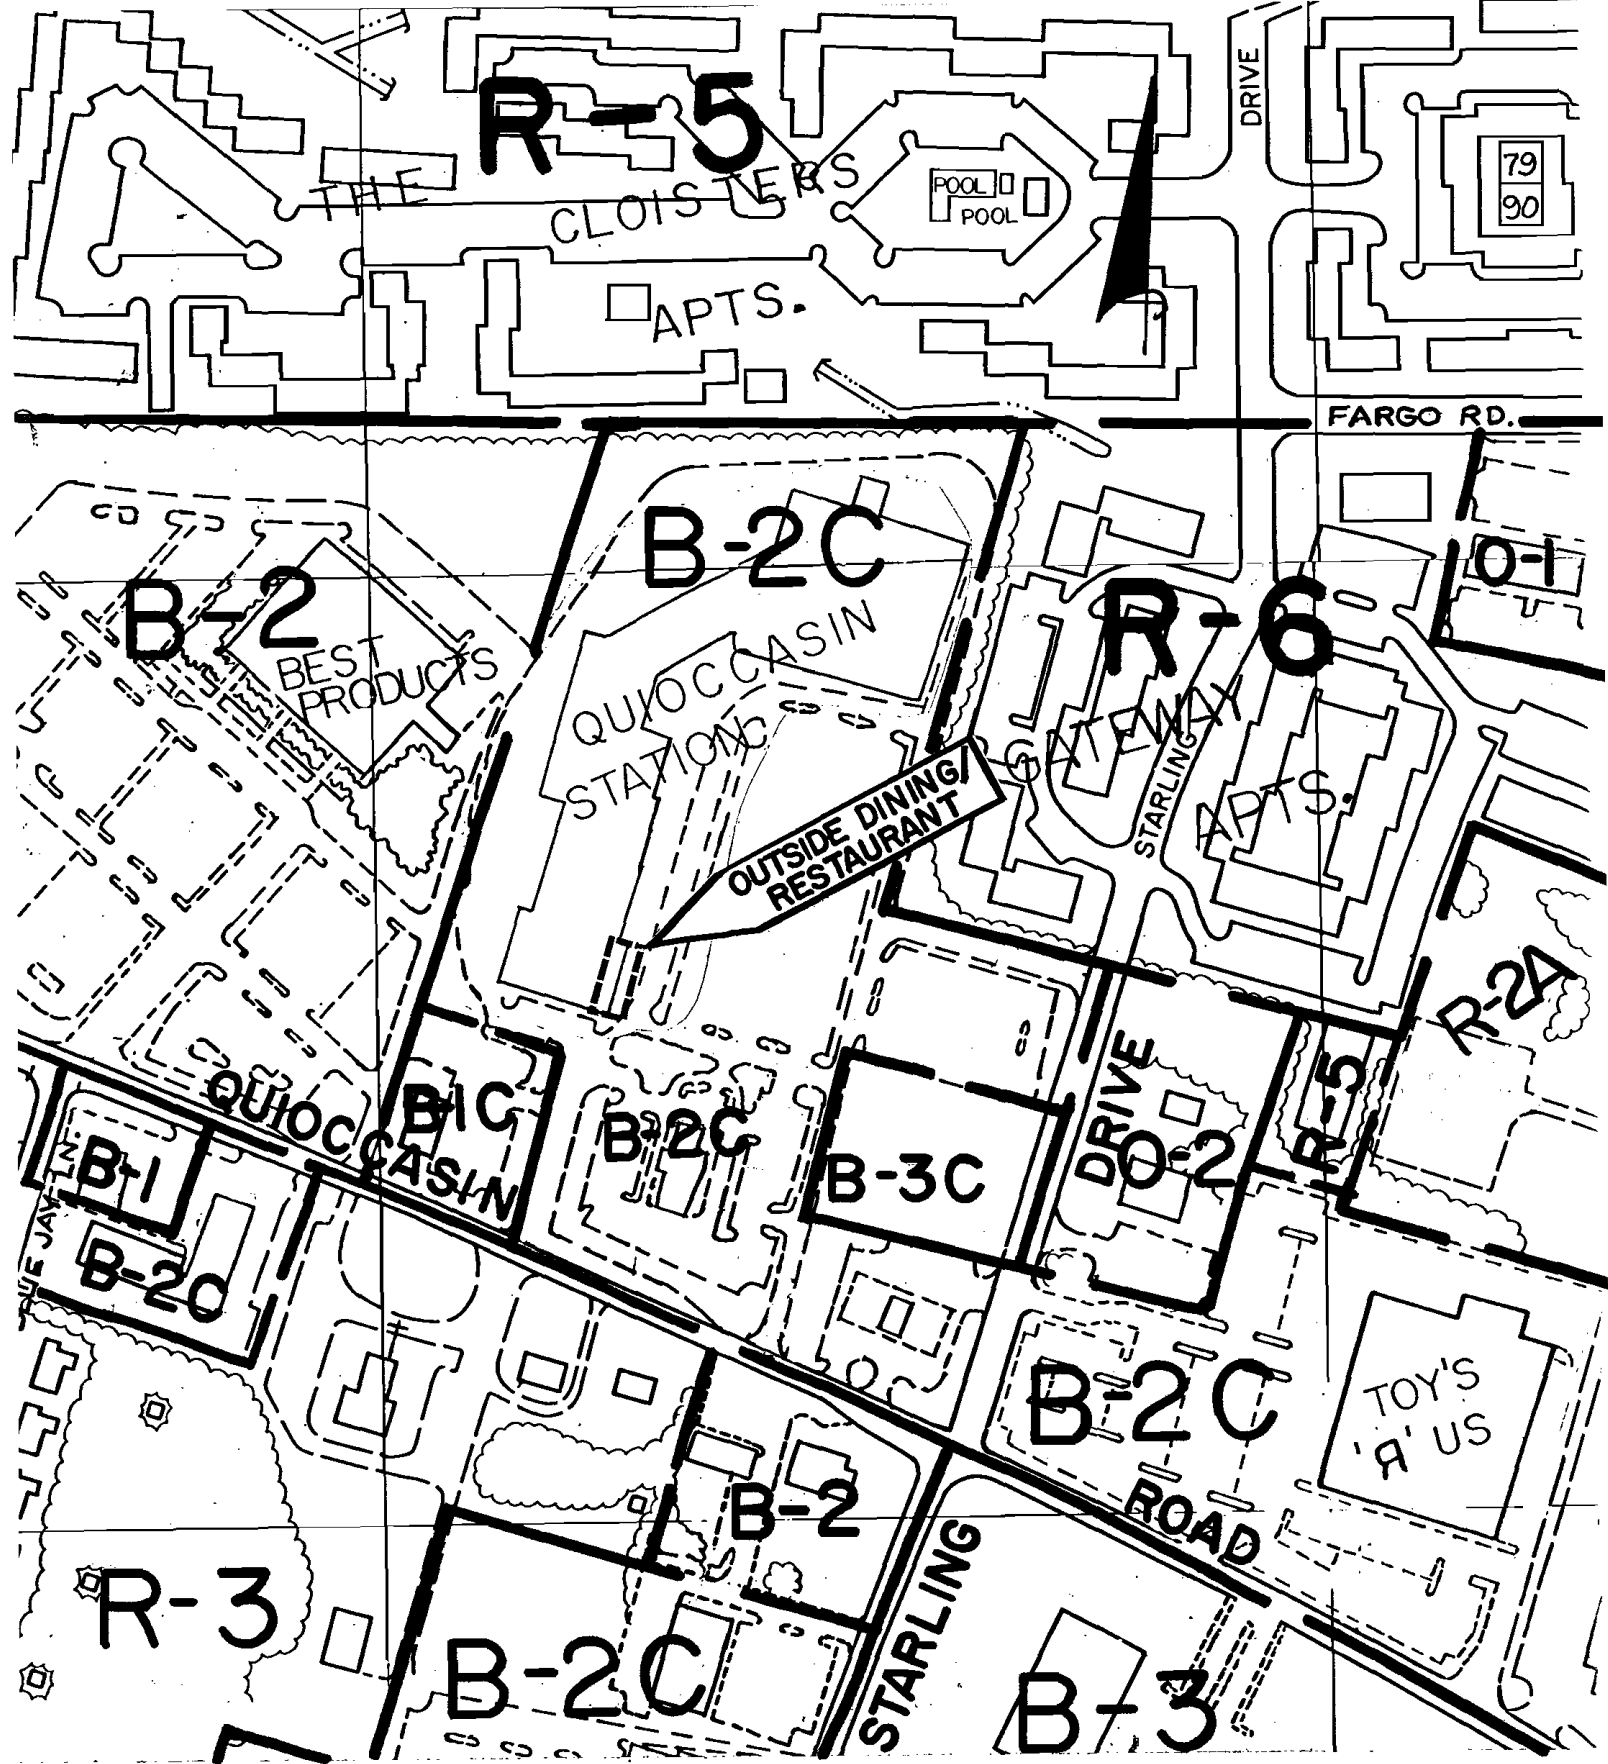 R-5
DRIVE
THE
CLOISTERS
APTS.
POOL
POOL
79
90
FARGO RD.
B-2C
O-1
B-2
R-6
BEST
PRODUCTS
QUIOCCASIN
STATION
GATEWAY
APTS.
STARLING
OUTSIDE DINING/
RESTAURANT
R-2A
R-5
DRIVE
O-2
QUIOCCASIN
B-1C
B-2C
B-3C
B-1
B-2C
JAY LN.
TOY'S
'Я' US
B-2C
ROAD
B-2
STARLING
R-3
B-2C
B-3